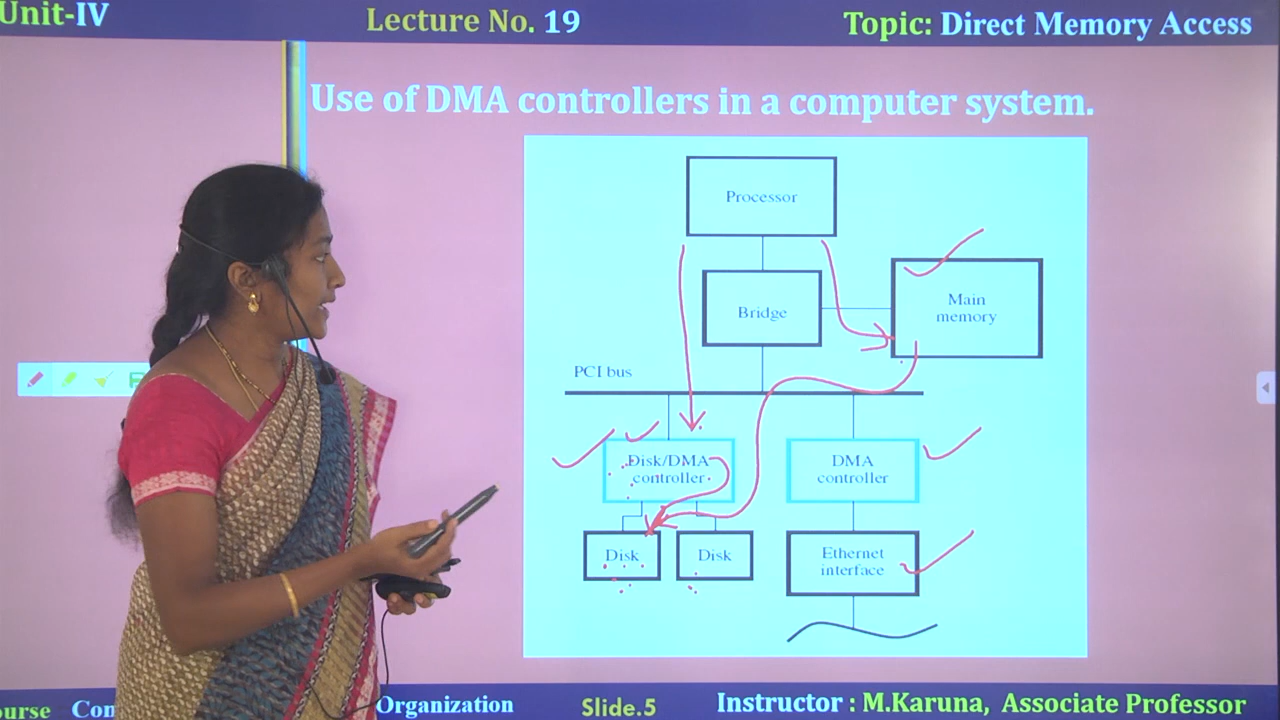 Unit-IV
Lecture No. 19
Topic: Direct Memory Access
Use of DMA controllers in a computer system.
Processor
Bridge
Main
memory
PCI bus
Disk/DMA
controller
DMA
controller
Disk
Disk
Ethernet
interface
Organization
Slide.5
Instructor : M.Karuna, Associate Professor